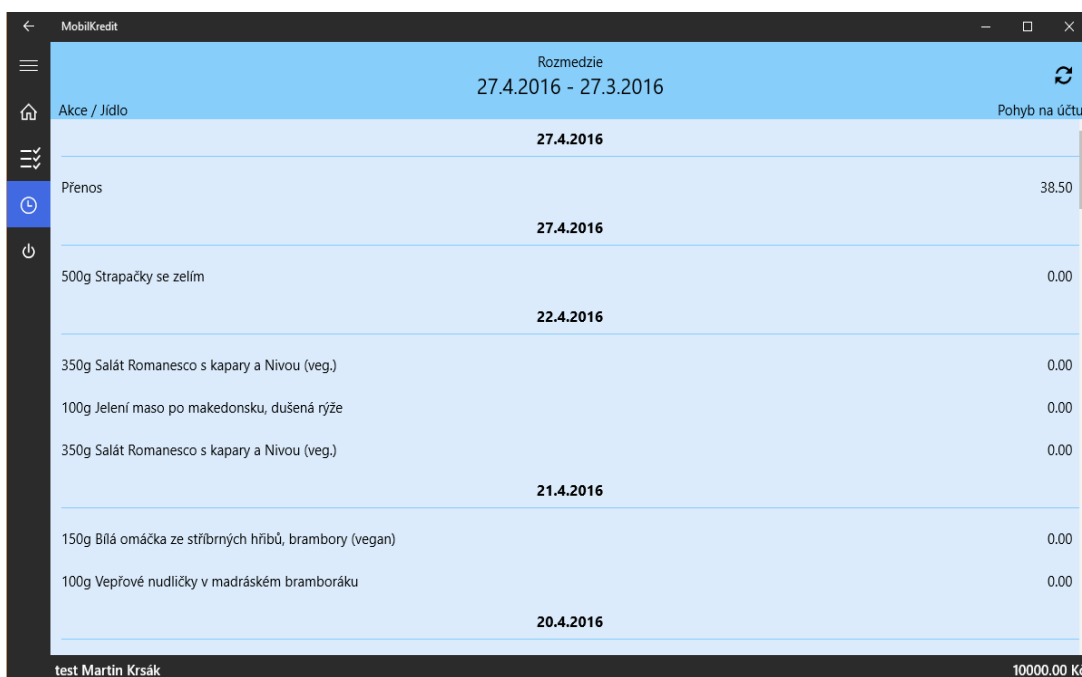 MobilKredit
Rozmedzie
27.4.2016 - 27.3.2016
Akce / Jídlo Pohyb na účtu
27.4.2016
Přenos 38.50
27.4.2016
500g Strapačky se zelím 0.00
22.4.2016
350g Salát Romanesco s kapary a Nivou (veg.) 0.00
100g Jelení maso po makedonsku, dušená rýže 0.00
350g Salát Romanesco s kapary a Nivou (veg.) 0.00
21.4.2016
150g Bílá omáčka ze stříbrných hřibů, brambory (vegan) 0.00
100g Vepřové nudličky v madráském bramboráku 0.00
20.4.2016
test Martin Krsák 10000.00 Kč